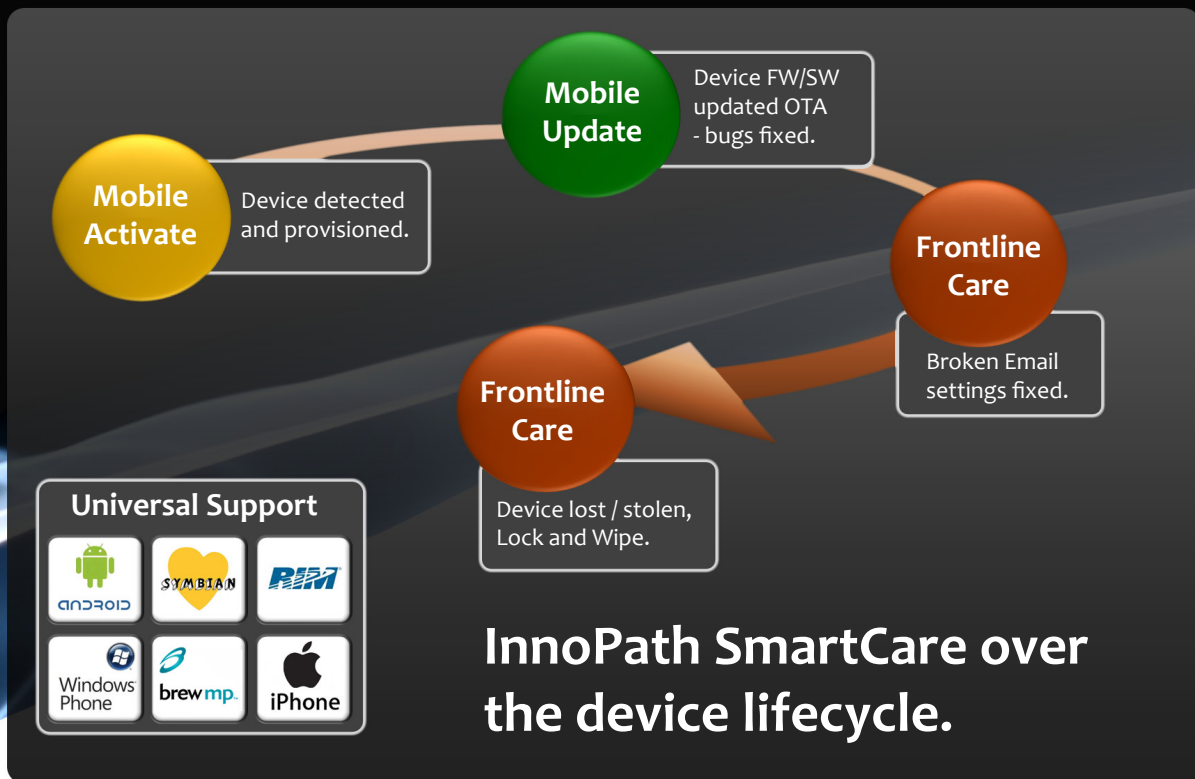 Mobile
Activate
Device detected
and provisioned.
Mobile
Update
Device FW/SW
updated OTA
- bugs fixed.
Frontline
Care
Broken Email
settings fixed.
Frontline
Care
Device lost / stolen,
Lock and Wipe.
Universal Support
ANDROID
SYMBIAN
RIM
Windows
Phone
brew mp
iPhone
InnoPath SmartCare over
the device lifecycle.